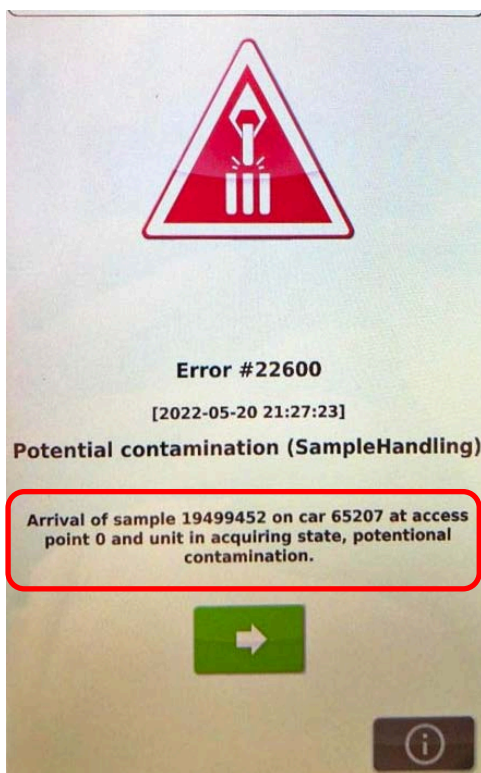 Error #22600
[2022-05-20 21:27:23]
Potential contamination (SampleHandling)
Arrival of sample 19499452 on car 65207 at access
point 0 and unit in acquiring state, potentional
contamination.